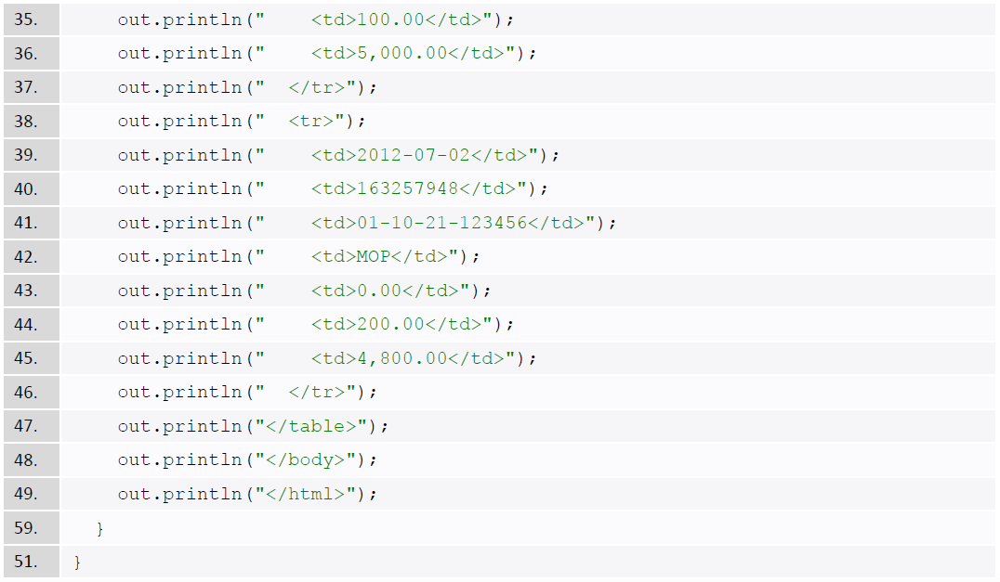 35. out.println("    <td>100.00</td>");
36. out.println("    <td>5,000.00</td>");
37. out.println("  </tr>");
38. out.println("  <tr>");
39. out.println("    <td>2012-07-02</td>");
40. out.println("    <td>163257948</td>");
41. out.println("    <td>01-10-21-123456</td>");
42. out.println("    <td>MOP</td>");
43. out.println("    <td>0.00</td>");
44. out.println("    <td>200.00</td>");
45. out.println("    <td>4,800.00</td>");
46. out.println("  </tr>");
47. out.println("</table>");
48. out.println("</body>");
49. out.println("</html>");
59. }
51. }